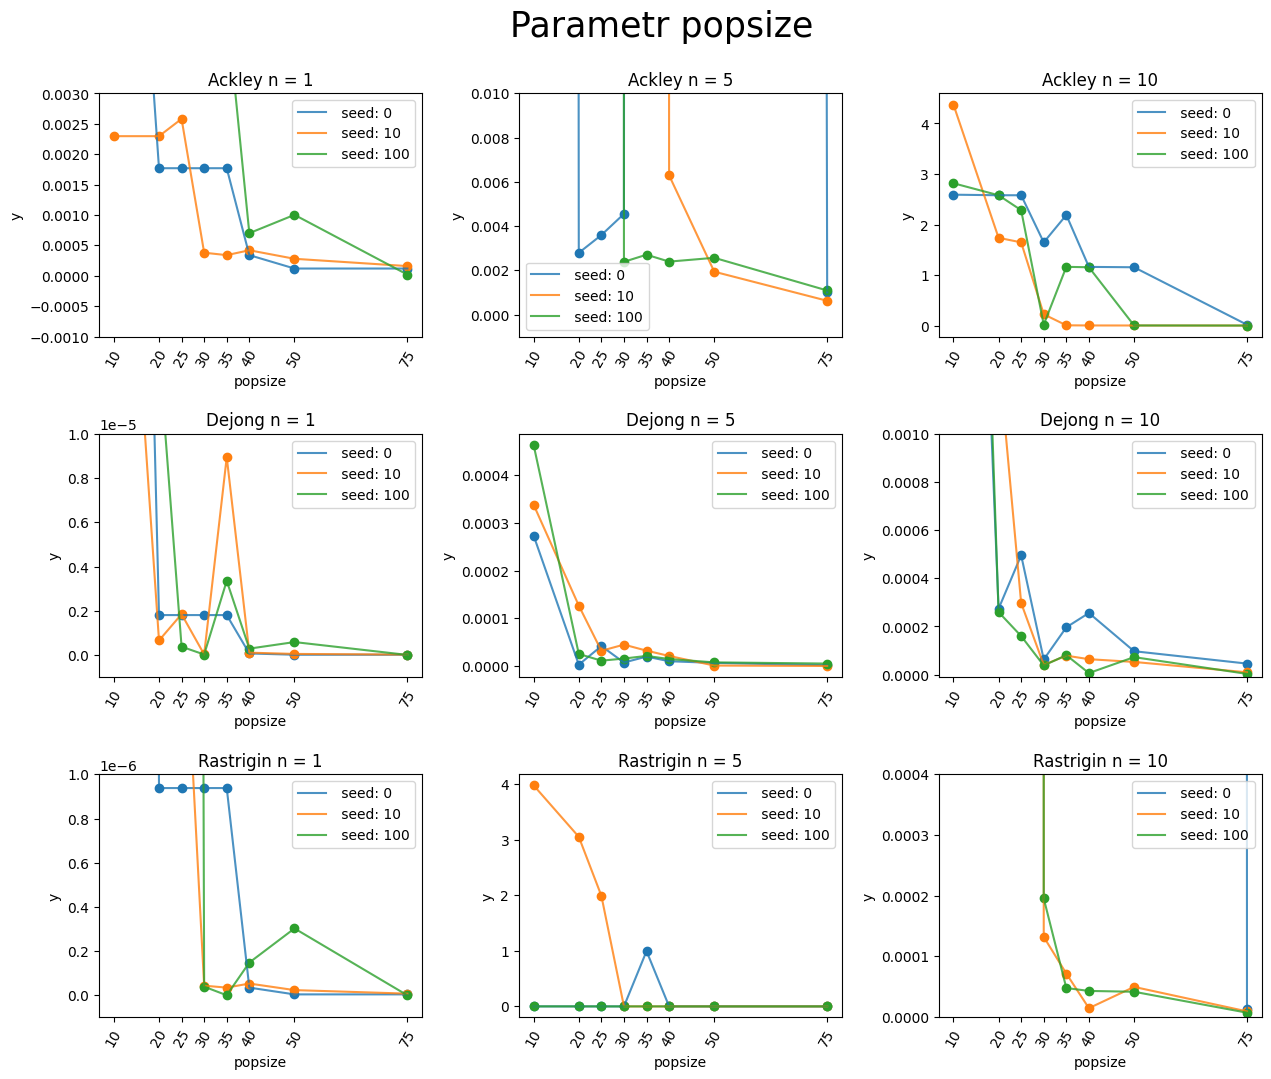 Parametr popsize
Ackley n = 1
0.0030
0.0025
0.0020
0.0015
0.0010
0.0005
0.0000
−0.0005
−0.0010
y
seed: 0
seed: 10
seed: 100
10 20 25 30 35 40 50 75
popsize
Ackley n = 5
0.010
0.008
0.006
0.004
0.002
0.000
y
seed: 0
seed: 10
seed: 100
10 20 25 30 35 40 50 75
popsize
Ackley n = 10
4
3
2
1
0
y
seed: 0
seed: 10
seed: 100
10 20 25 30 35 40 50 75
popsize
Dejong n = 1
1e−5
1.0
0.8
0.6
0.4
0.2
0.0
y
seed: 0
seed: 10
seed: 100
10 20 25 30 35 40 50 75
popsize
Dejong n = 5
0.0004
0.0003
0.0002
0.0001
0.0000
y
seed: 0
seed: 10
seed: 100
10 20 25 30 35 40 50 75
popsize
Dejong n = 10
0.0010
0.0008
0.0006
0.0004
0.0002
0.0000
y
seed: 0
seed: 10
seed: 100
10 20 25 30 35 40 50 75
popsize
Rastrigin n = 1
1e−6
1.0
0.8
0.6
0.4
0.2
0.0
y
seed: 0
seed: 10
seed: 100
10 20 25 30 35 40 50 75
popsize
Rastrigin n = 5
4
3
2
1
0
y
seed: 0
seed: 10
seed: 100
10 20 25 30 35 40 50 75
popsize
Rastrigin n = 10
0.0004
0.0003
0.0002
0.0001
0.0000
y
seed: 0
seed: 10
seed: 100
10 20 25 30 35 40 50 75
popsize